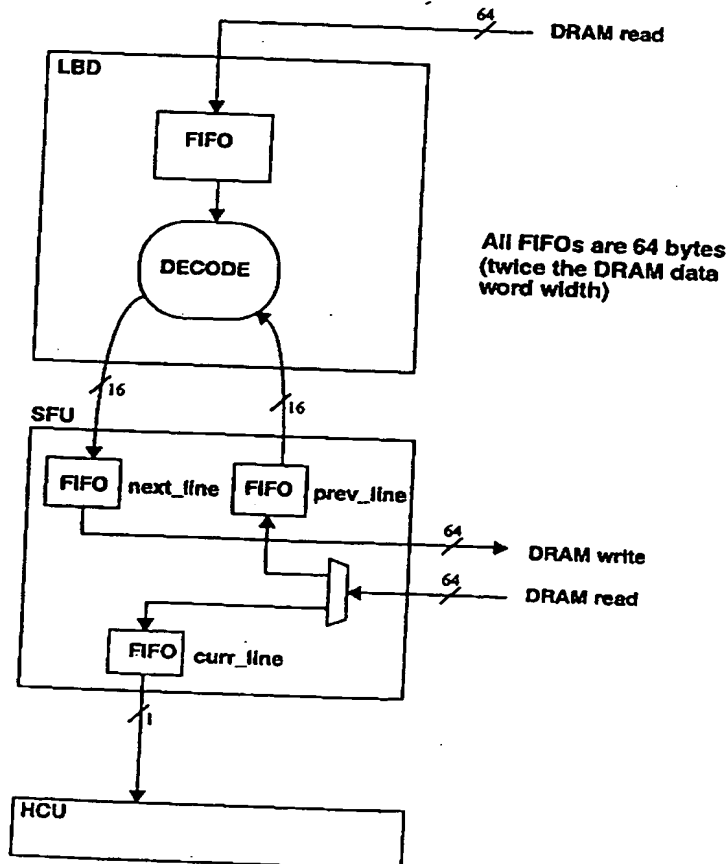 64
DRAM read
LBD
FIFO
DECODE
All FIFOs are 64 bytes
(twice the DRAM data
word width)
16
16
SFU
FIFO
next_line
FIFO
prev_line
64
DRAM write
64
DRAM read
FIFO
curr_line
1
HCU